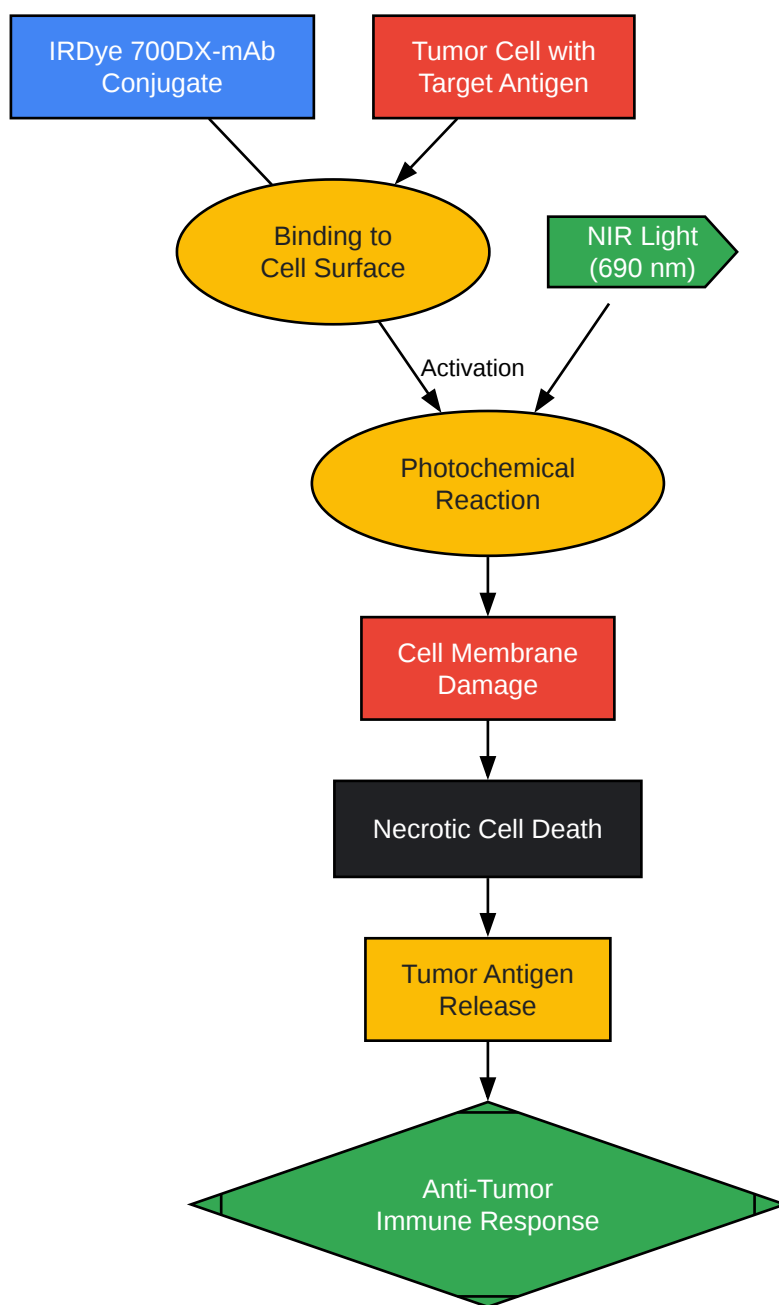 IRDye 700DX-mAb
Conjugate
Tumor Cell with
Target Antigen
Binding to
Cell Surface
NIR Light
(690 nm)
Activation
Photochemical
Reaction
Cell Membrane
Damage
Necrotic Cell Death
Tumor Antigen
Release
Anti-Tumor
Immune Response